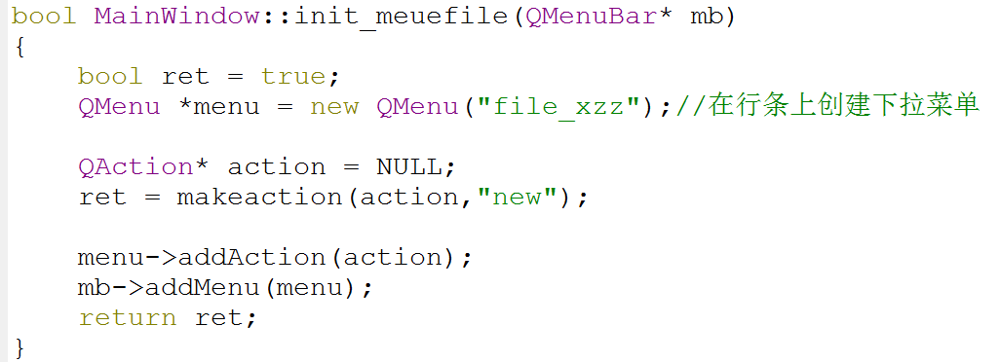 bool MainWindow::init_meuefile(QMenuBar* mb)
{
    bool ret = true;
    QMenu *menu = new QMenu("file_xzz");//在行条上创建下拉菜单
    QAction* action = NULL;
    ret = makeaction(action,"new");
    menu->addAction(action);
    mb->addMenu(menu);
    return ret;
}